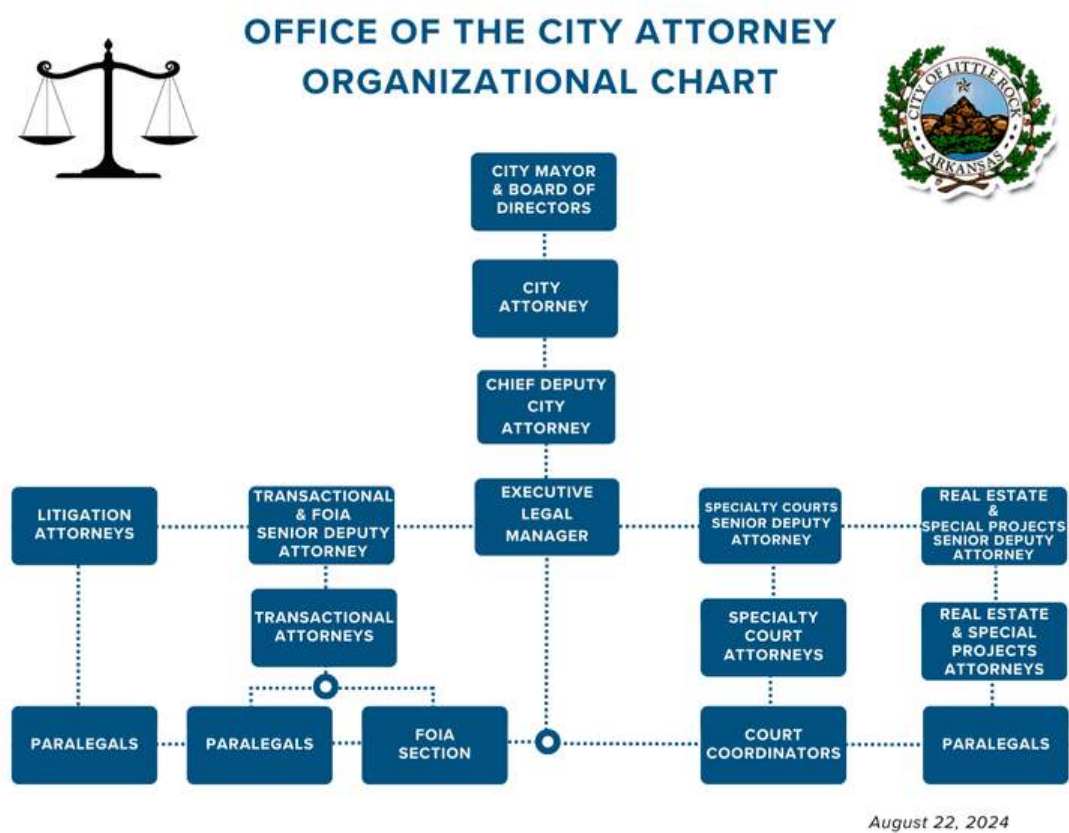 OFFICE OF THE CITY ATTORNEY
ORGANIZATIONAL CHART
CITY OF LITTLE ROCK
ARKANSAS
CITY MAYOR
& BOARD OF
DIRECTORS
CITY
ATTORNEY
CHIEF DEPUTY
CITY
ATTORNEY
LITIGATION
ATTORNEYS
TRANSACTIONAL
& FOIA
SENIOR DEPUTY
ATTORNEY
EXECUTIVE
LEGAL
MANAGER
SPECIALTY COURTS
SENIOR DEPUTY
ATTORNEY
REAL ESTATE
&
SPECIAL PROJECTS
SENIOR DEPUTY
ATTORNEY
TRANSACTIONAL
ATTORNEYS
SPECIALTY
COURT
ATTORNEYS
REAL ESTATE
& SPECIAL
PROJECTS
ATTORNEYS
PARALEGALS
PARALEGALS
FOIA
SECTION
COURT
COORDINATORS
PARALEGALS
August 22, 2024